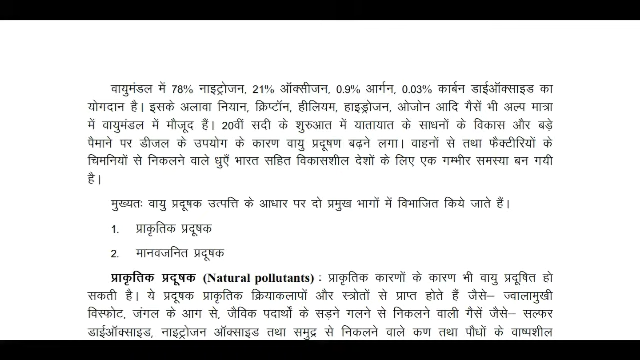 वायुमंडल में 78% नाइट्रोजन, 21% ऑक्सीजन, 0.9% आर्गन, 0.03% कार्बन डाईऑक्साइड का
योगदान है। इसके अलावा नियान, क्रिप्टॉन, हीलियम, हाइड्रोजन, ओजोन आदि गैसें भी अल्प मात्रा
में वायुमंडल में मौजूद हैं। 20वीं सदी के शुरुआत में यातायात के साधनों के विकास और बड़े
पैमाने पर डीजल के उपयोग के कारण वायु प्रदूषण बढ़ने लगा। वाहनों से तथा फैक्टीरियों के
चिमनियों से निकलने वाले धुएँ भारत सहित विकासशील देशों के लिए एक गम्भीर समस्या बन गयी
है।
मुख्यतः वायु प्रदूषक उत्पत्ति के आधार पर दो प्रमुख भागों में विभाजित किये जाते हैं।
1. प्राकृतिक प्रदूषक
2. मानवजनित प्रदूषक
प्राकृतिक प्रदूषक (Natural pollutants) : प्राकृतिक कारणों के कारण भी वायु प्रदूषित हो
सकती है। ये प्रदूषक प्राकृतिक क्रियाकलापों और स्त्रोतों से प्राप्त होते हैं जैसे– ज्वालामुखी
विस्फोट, जंगल के आग से, जैविक पदार्थों के सड़ने गलने से निकलने वाली गैसें जैसे– सल्फर
डाईऑक्साइड, नाइट्रोजन ऑक्साइड तथा समुद्र से निकलने वाले कण तथा पौधों के वाष्पशील